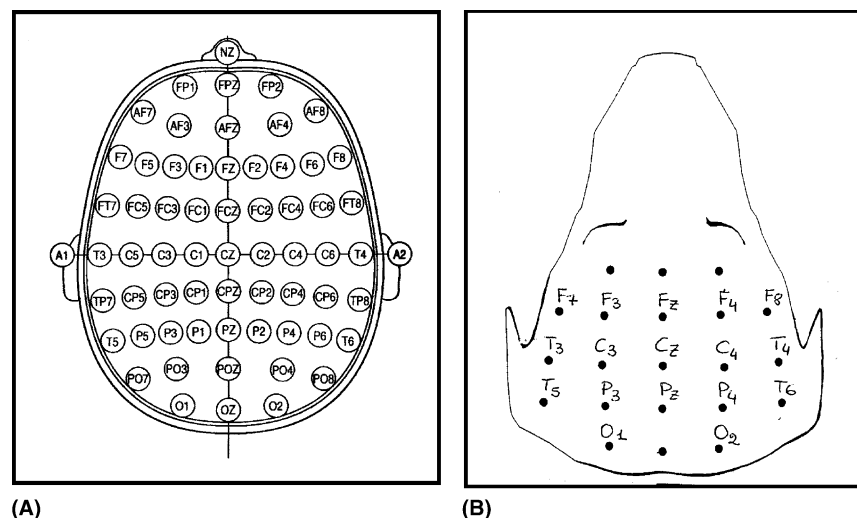 NZ
FP1 FPZ FP2
AF7 AF3 AFZ AF4 AF8
F7 F5 F3 F1 FZ F2 F4 F6 F8
FT7 FC5 FC3 FC1 FCZ FC2 FC4 FC6 FT8
A1 T3 C5 C3 C1 CZ C2 C4 C6 T4 A2
TP7 CP5 CP3 CP1 CPZ CP2 CP4 CP6 TP8
T5 P5 P3 P1 PZ P2 P4 P6 T6
PO7 PO3 POZ PO4 PO8
O1 OZ O2
(A)
F7 F3 Fz F4 F8
T3 C3 Cz C4 T4
T5 P3 Pz P4 T6
O1 O2
(B)